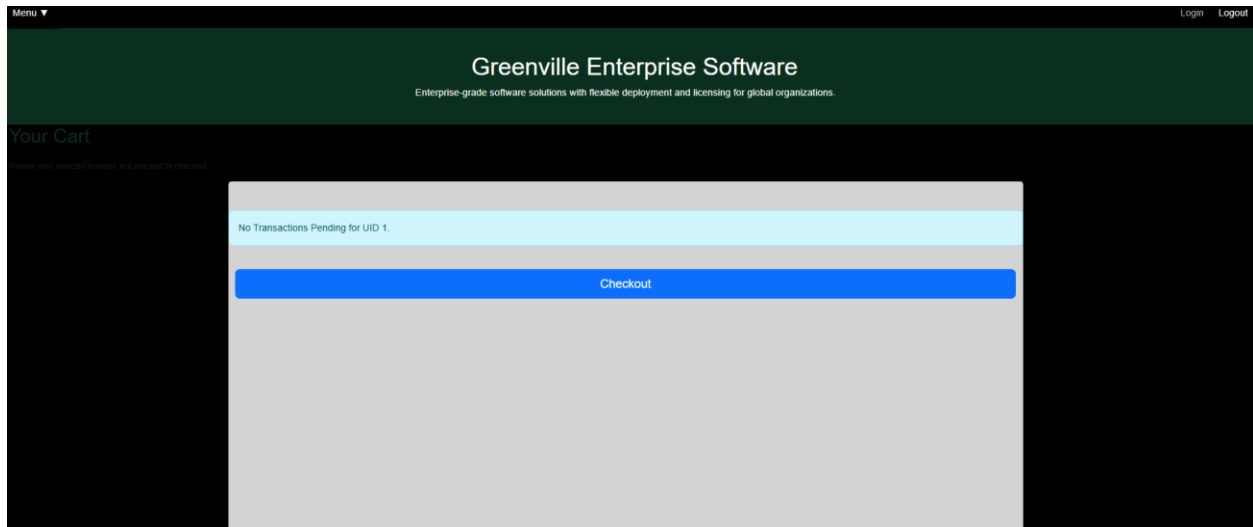 Menu ▼
Login Logout
Greenville Enterprise Software
Enterprise-grade software solutions with flexible deployment and licensing for global organizations.
Your Cart
Review your selected licenses and proceed to checkout.
No Transactions Pending for UID 1.
Checkout